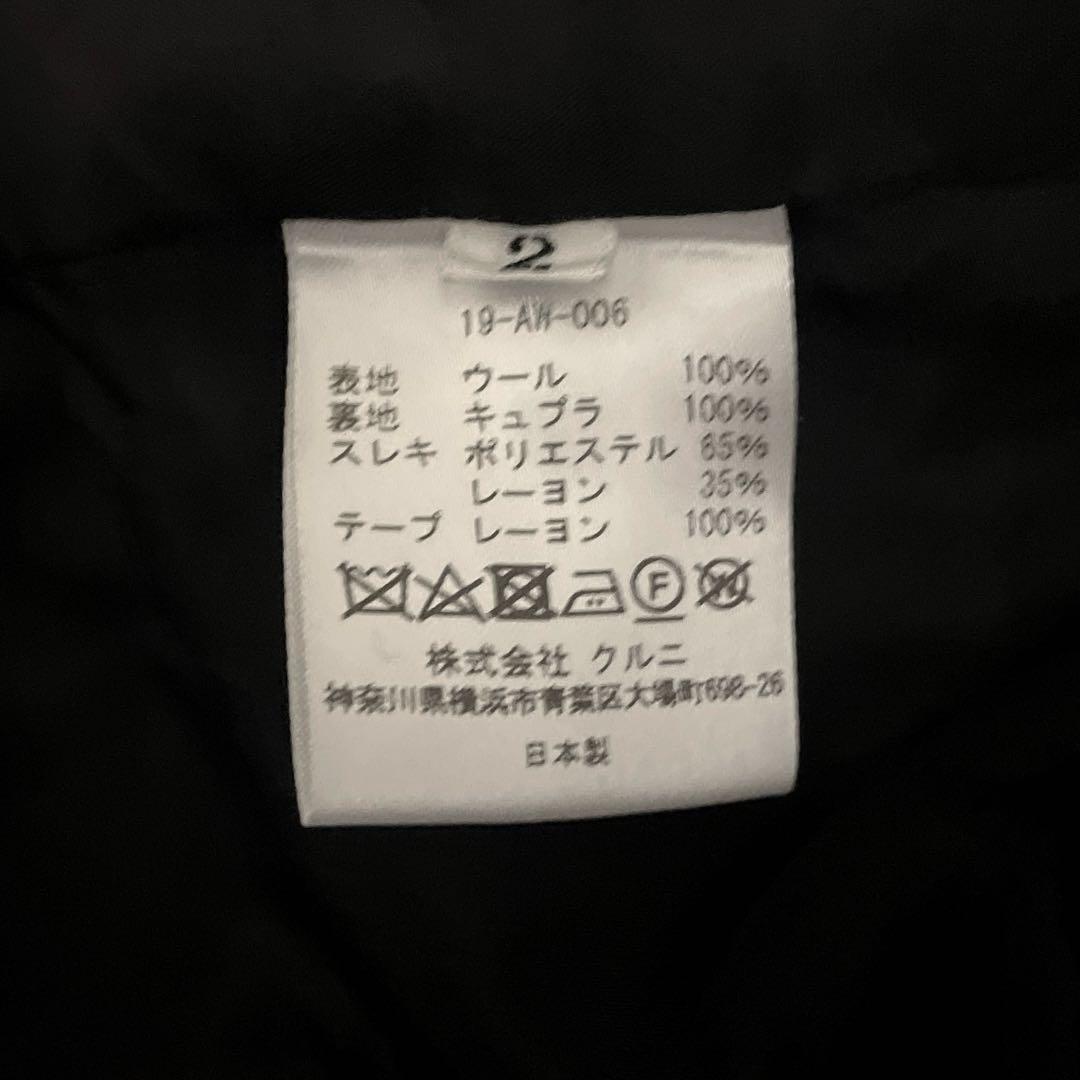 2
19-AW-006
表地 ウール 100%
裏地 キュプラ 100%
スレキ ポリエステル 65%
レーヨン 35%
テープ レーヨン 100%
F W
株式会社 クルニ
神奈川県横浜市青葉区大場町698-26
日本製